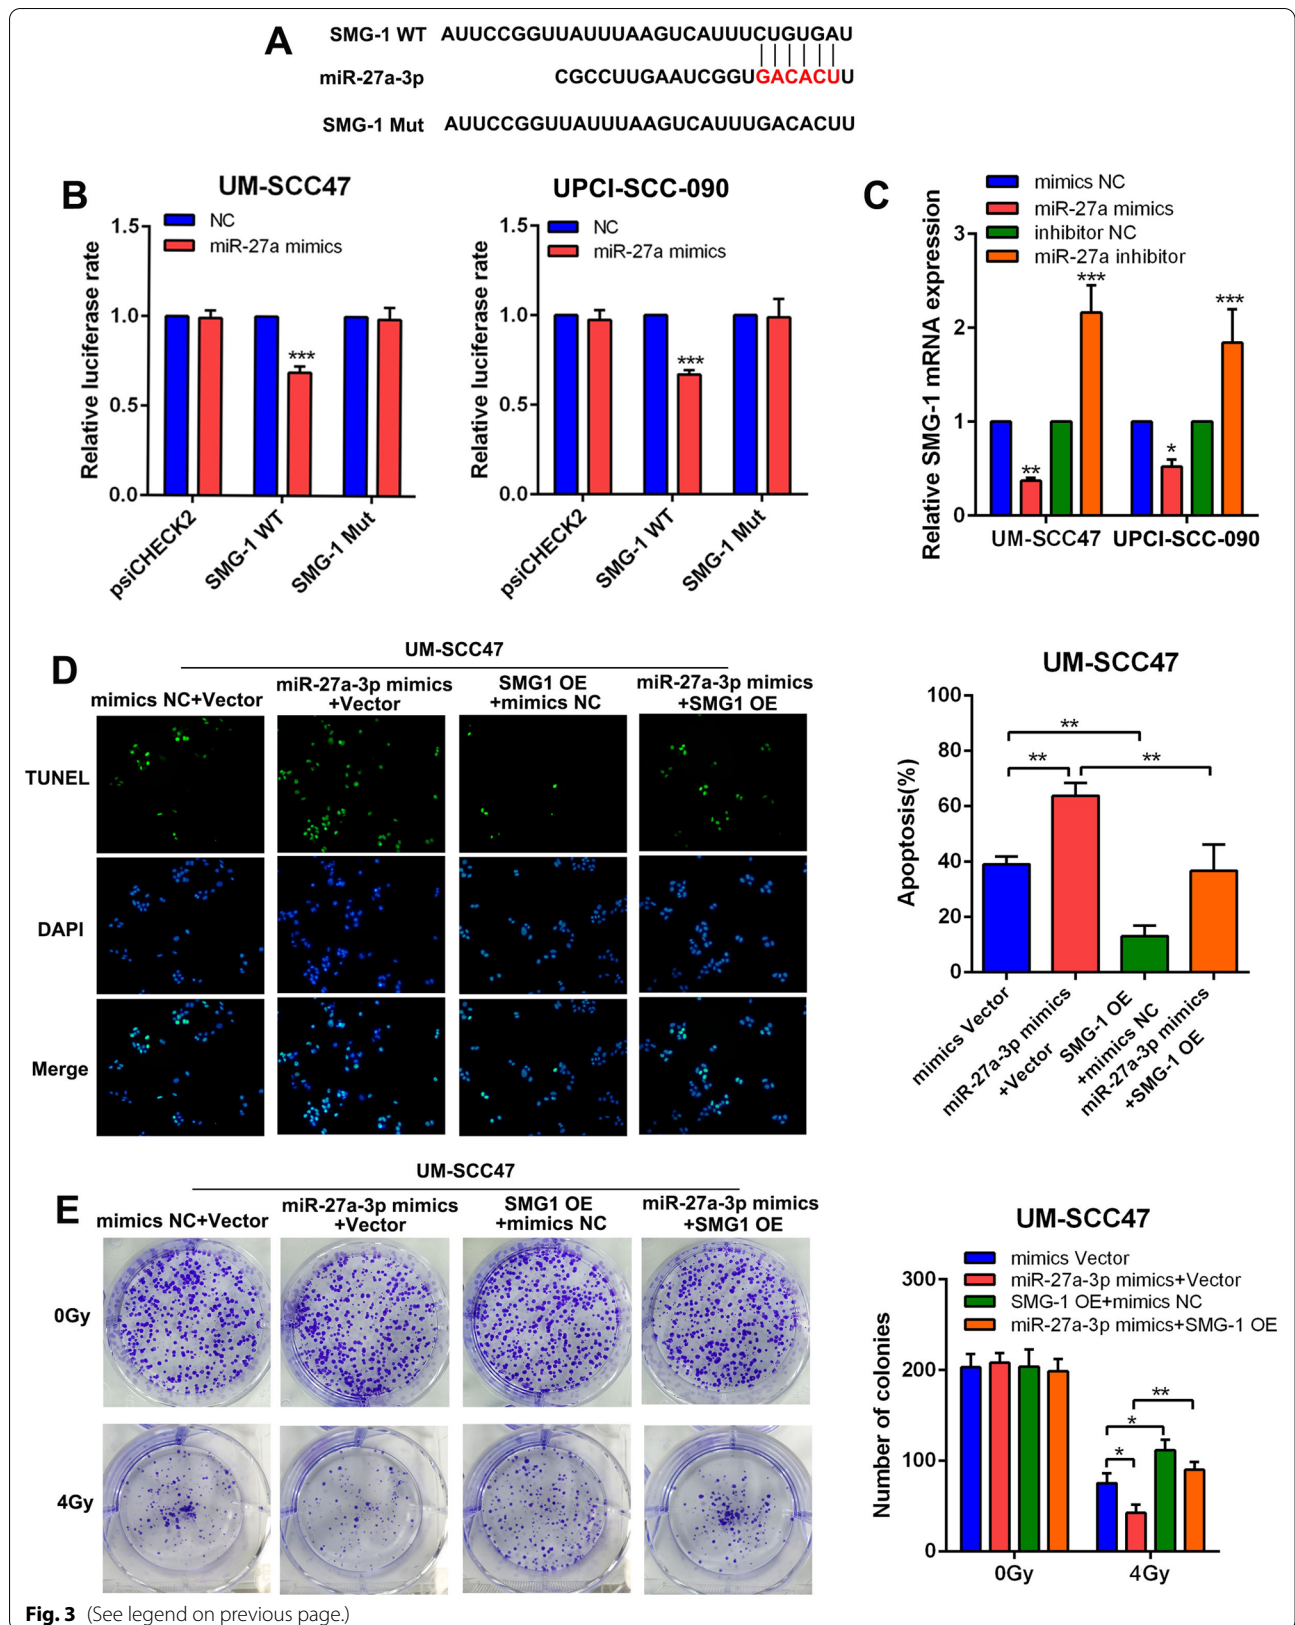 A
SMG-1 WT AUUCCGGUUAUUUAAGUCAUUUCUGUGAU
miR-27a-3p CGCCUUGAAUCGGUGACACUU
SMG-1 Mut AUUCCGGUUAUUUAAGUCAUUUGACACUU
B
UM-SCC47
NC
miR-27a mimics
Relative luciferase rate
1.5
1.0
0.5
0.0
***
psiCHECK2
SMG-1 WT
SMG-1 Mut
UPCI-SCC-090
NC
miR-27a mimics
Relative luciferase rate
1.5
1.0
0.5
0.0
***
psiCHECK2
SMG-1 WT
SMG-1 Mut
C
mimics NC
miR-27a mimics
inhibitor NC
miR-27a inhibitor
Relative SMG-1 mRNA expression
3
2
1
0
** *** * ***
UM-SCC47 UPCI-SCC-090
D
UM-SCC47
mimics NC+Vector
miR-27a-3p mimics
+Vector
SMG1 OE
+mimics NC
miR-27a-3p mimics
+SMG1 OE
TUNEL
DAPI
Merge
UM-SCC47
Apoptosis(%)
100
80
60
40
20
0
**
** **
mimics Vector
miR-27a-3p mimics
+Vector
SMG-1 OE
+mimics NC
miR-27a-3p mimics
+SMG-1 OE
E
UM-SCC47
mimics NC+Vector
miR-27a-3p mimics
+Vector
SMG1 OE
+mimics NC
miR-27a-3p mimics
+SMG1 OE
0Gy
4Gy
UM-SCC47
mimics Vector
miR-27a-3p mimics+Vector
SMG-1 OE+mimics NC
miR-27a-3p mimics+SMG-1 OE
Number of colonies
300
200
100
0
**
*
*
0Gy 4Gy
Fig. 3 (See legend on previous page.)